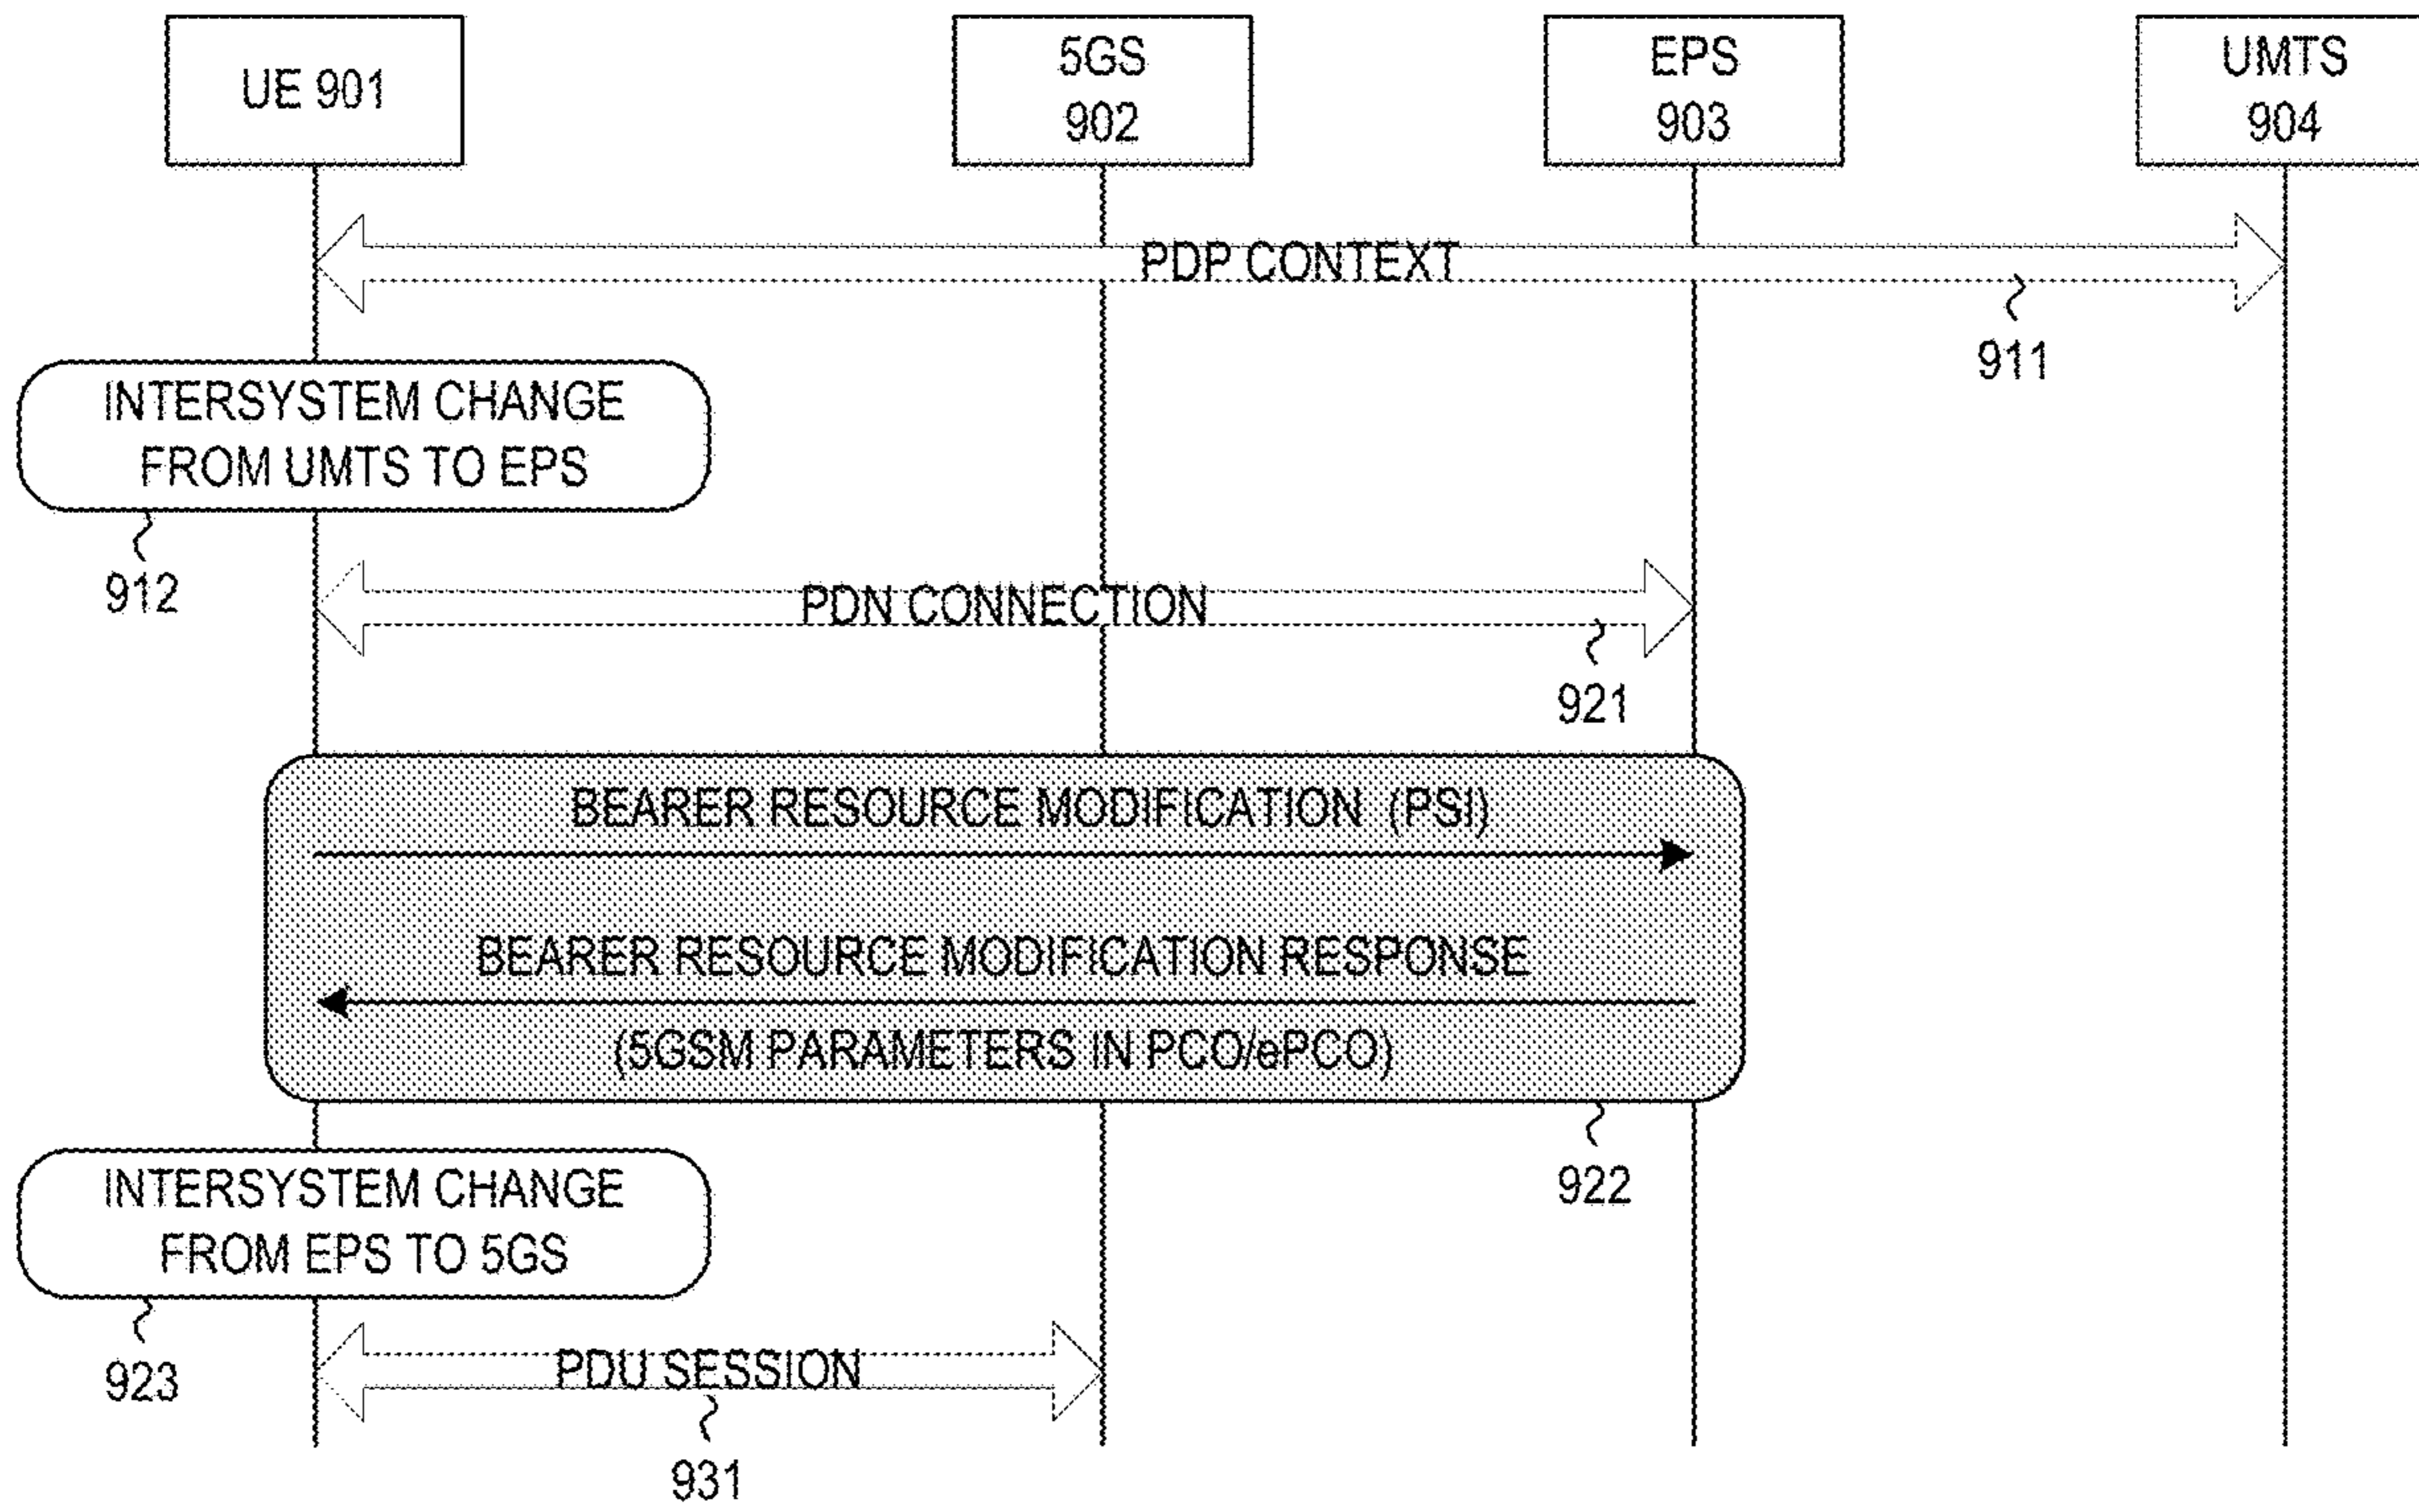 UE 901
5GS
902
EPS
903
UMTS
904
PDP CONTEXT
911
INTERSYSTEM CHANGE
FROM UMTS TO EPS
912
PDN CONNECTION
921
BEARER RESOURCE MODIFICATION (PSI)
BEARER RESOURCE MODIFICATION RESPONSE
(5GSM PARAMETERS IN PCO/ePCO)
922
INTERSYSTEM CHANGE
FROM EPS TO 5GS
923
PDU SESSION
931